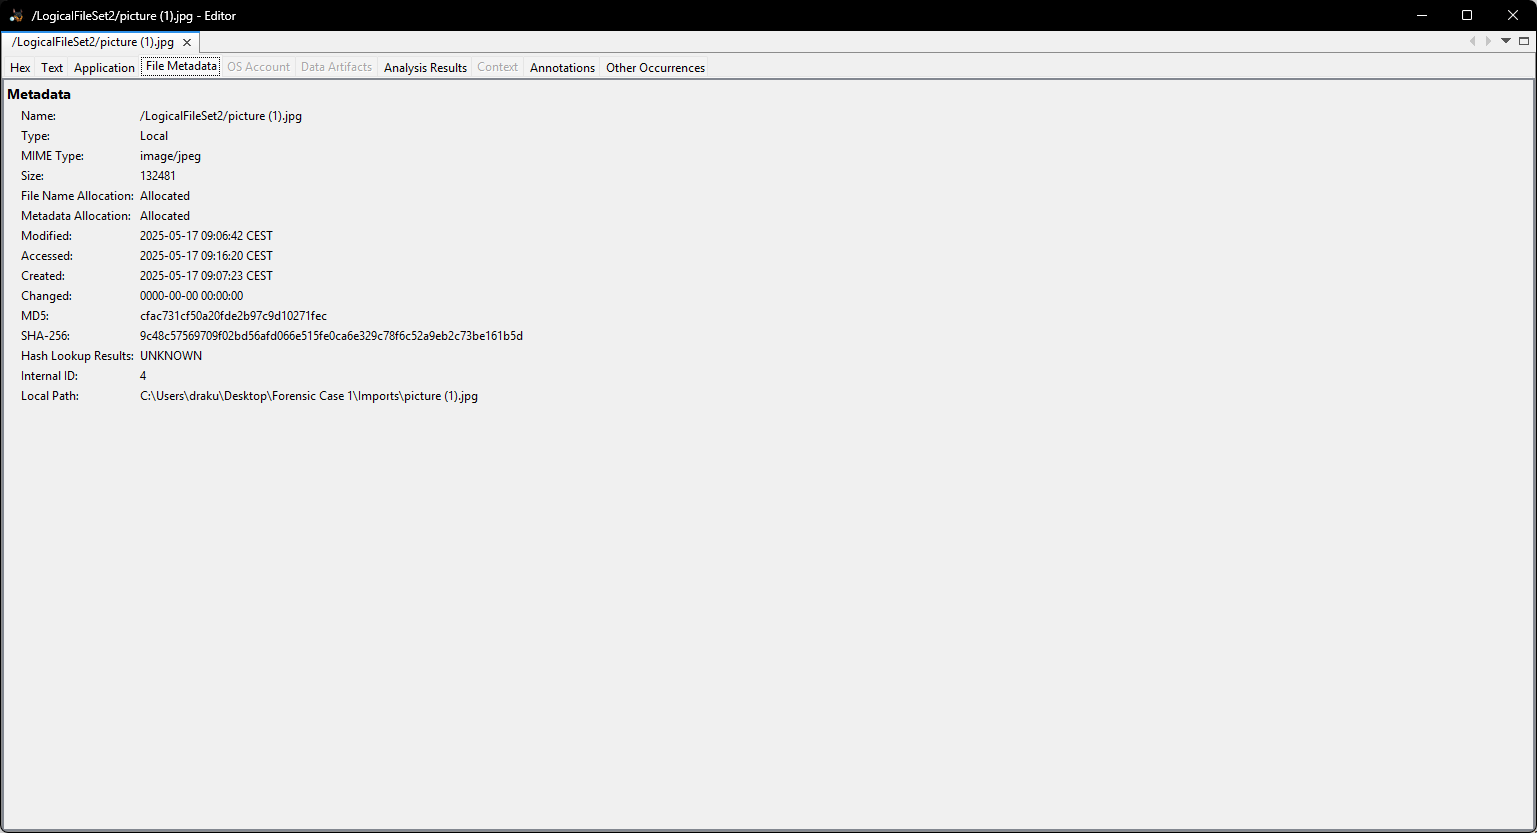 /LogicalFileSet2/picture (1).jpg - Editor
/LogicalFileSet2/picture (1).jpg
Hex Text Application File Metadata OS Account Data Artifacts Analysis Results Context Annotations Other Occurrences
Metadata
Name: /LogicalFileSet2/picture (1).jpg
Type: Local
MIME Type: image/jpeg
Size: 132481
File Name Allocation: Allocated
Metadata Allocation: Allocated
Modified: 2025-05-17 09:06:42 CEST
Accessed: 2025-05-17 09:16:20 CEST
Created: 2025-05-17 09:07:23 CEST
Changed: 0000-00-00 00:00:00
MD5: cfac731cf50a20fde2b97c9d10271fec
SHA-256: 9c48c57569709f02bd56afd066e515fe0ca6e329c78f6c52a9eb2c73be161b5d
Hash Lookup Results: UNKNOWN
Internal ID: 4
Local Path: C:\Users\draku\Desktop\Forensic Case 1\Imports\picture (1).jpg